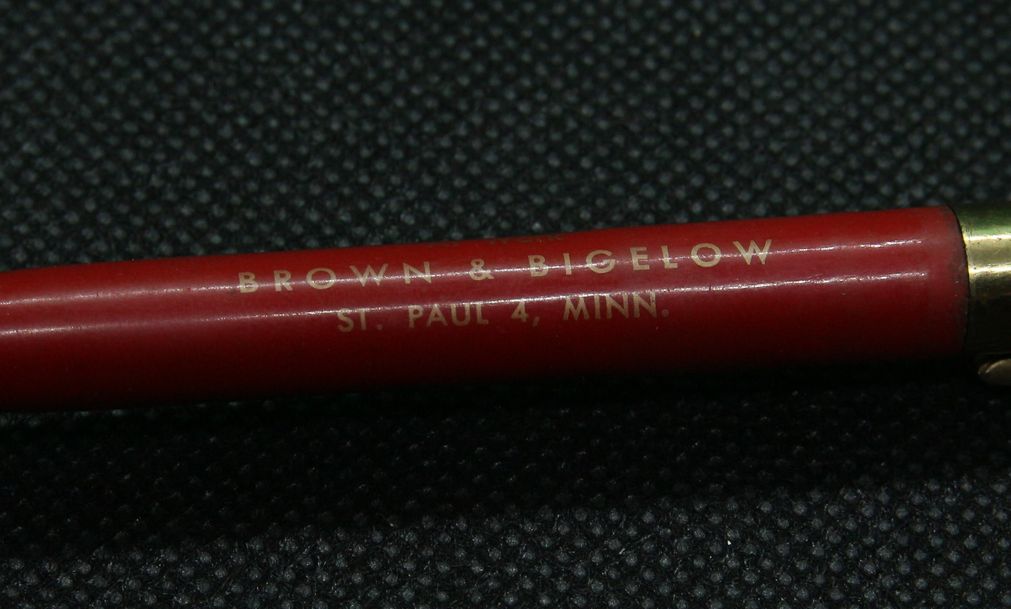 BROWN & BIGELOW
ST. PAUL 4, MINN.